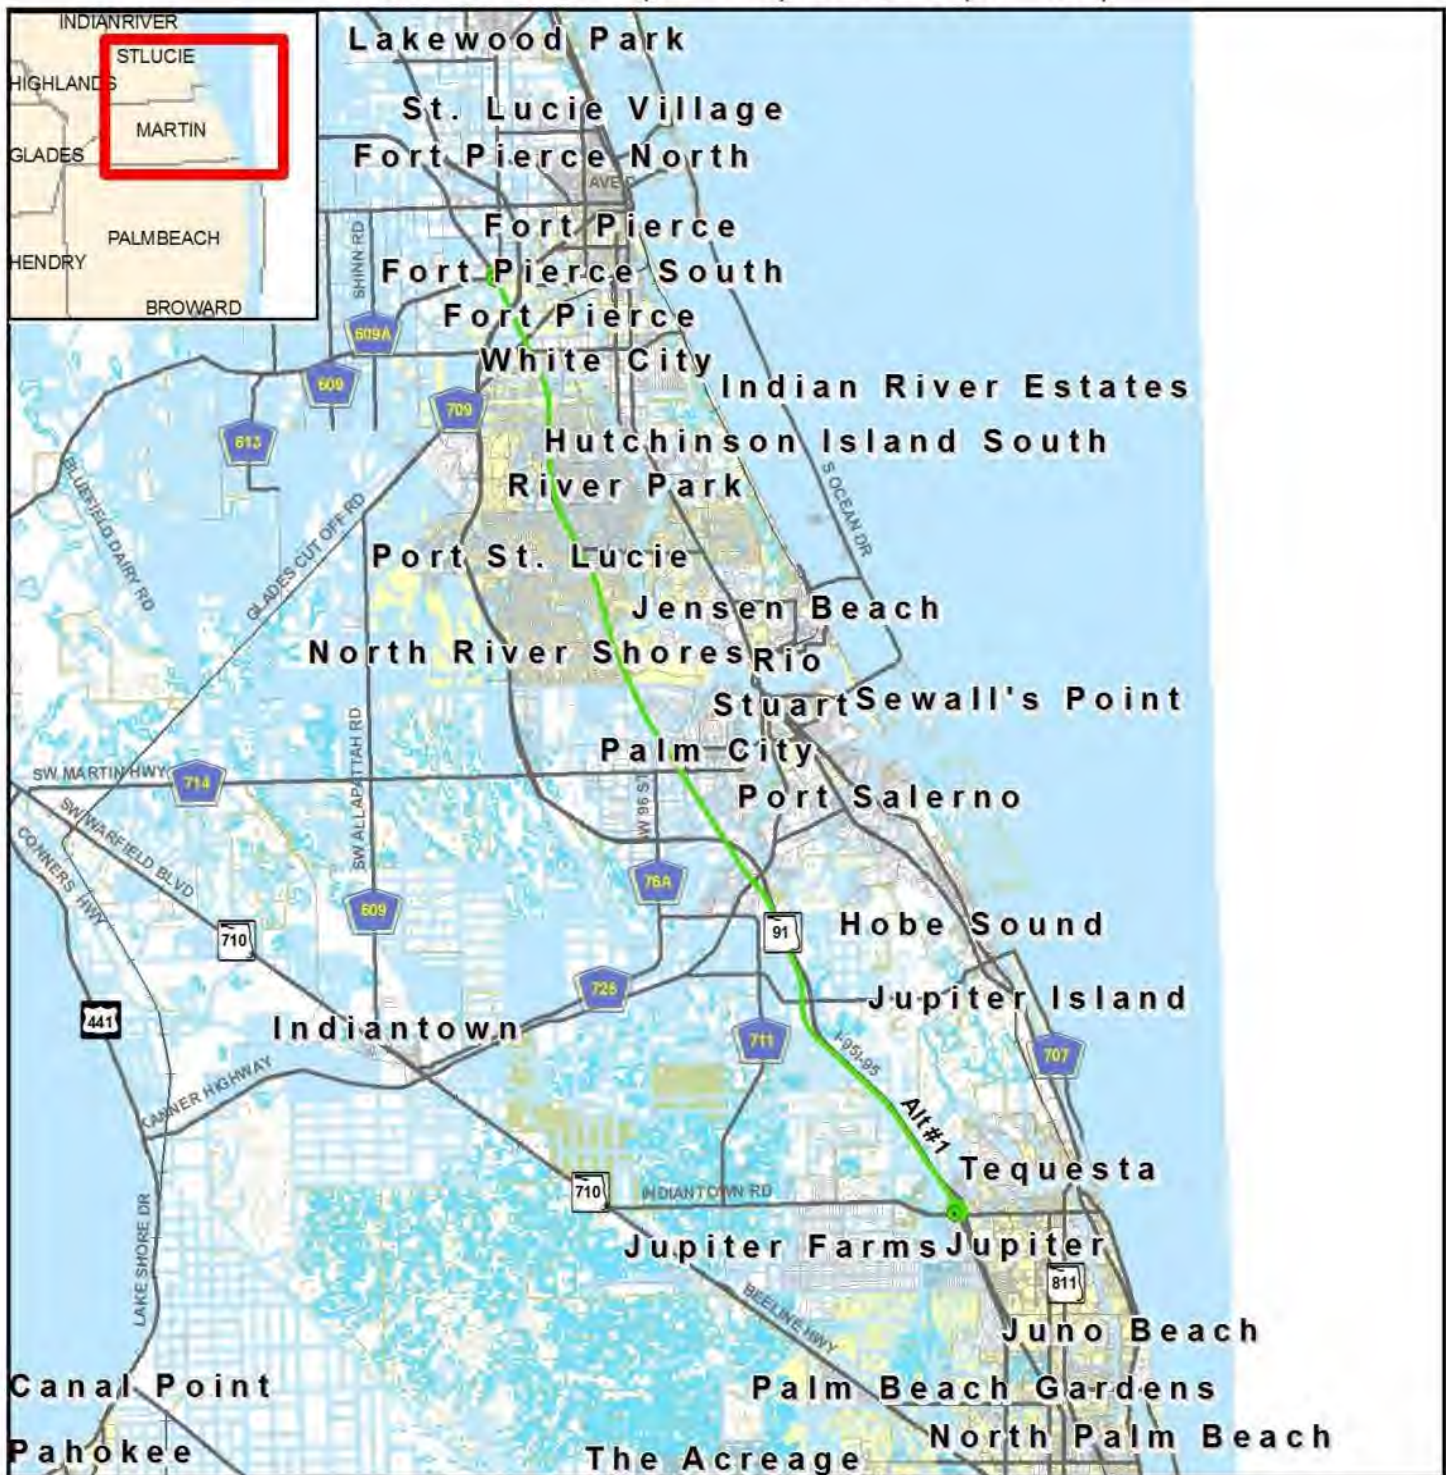 INDIANRIVER
STLUCIE
HIGHLANDS
MARTIN
GLADES
PALMBEACH
HENDRY
BROWARD
Lakewood Park
St. Lucie Village
Fort Pierce North
AVE D
Fort Pierce
SHINN RD
Fort Pierce South
Fort Pierce
609A
White City
609
Indian River Estates
709
613
Hutchinson Island South
River Park
S OCEAN DR
BLUEFIELD DAIRY RD
GLADES CUT OFF RD
Port St. Lucie
Jensen Beach
North River Shores
Rio
Stuart
Sewall's Point
SW ALLAPATTAH RD
Palm City
SW MARTIN HWY
714
SW 96 ST
Port Salerno
SW WARFIELD BLVD
CONNERS HWY
76A
609
710
91
Hobe Sound
726
Jupiter Island
441
Indiantown
711
I-95I-95
707
KANNER HIGHWAY
Alt #1
Tequesta
710
INDIANTOWN RD
LAKE SHORE DR
Jupiter Farms
Jupiter
811
BEELINE HWY
Juno Beach
Canal Point
Palm Beach Gardens
North Palm Beach
Pahokee
The Acreage